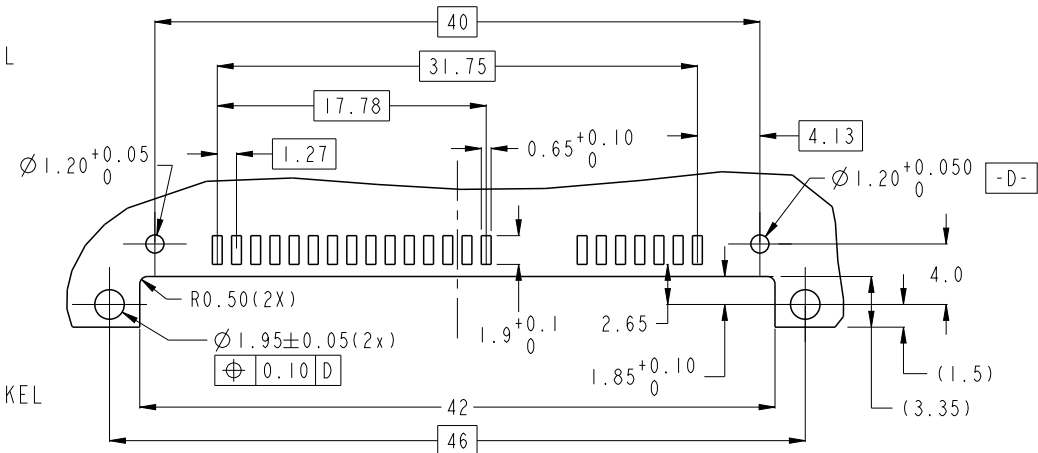 40
L
31.75
17.78
Ø1.20 +0.05 0
1.27
0.65 +0.10 0
4.13
Ø1.20 +0.050 0
-D-
4.0
R0.50(2X)
1.9 +0.1 0
2.65
Ø1.95±0.05(2x)
⌖ 0.10 D
1.85 +0.10 0
(1.5)
KEL
42
(3.35)
46